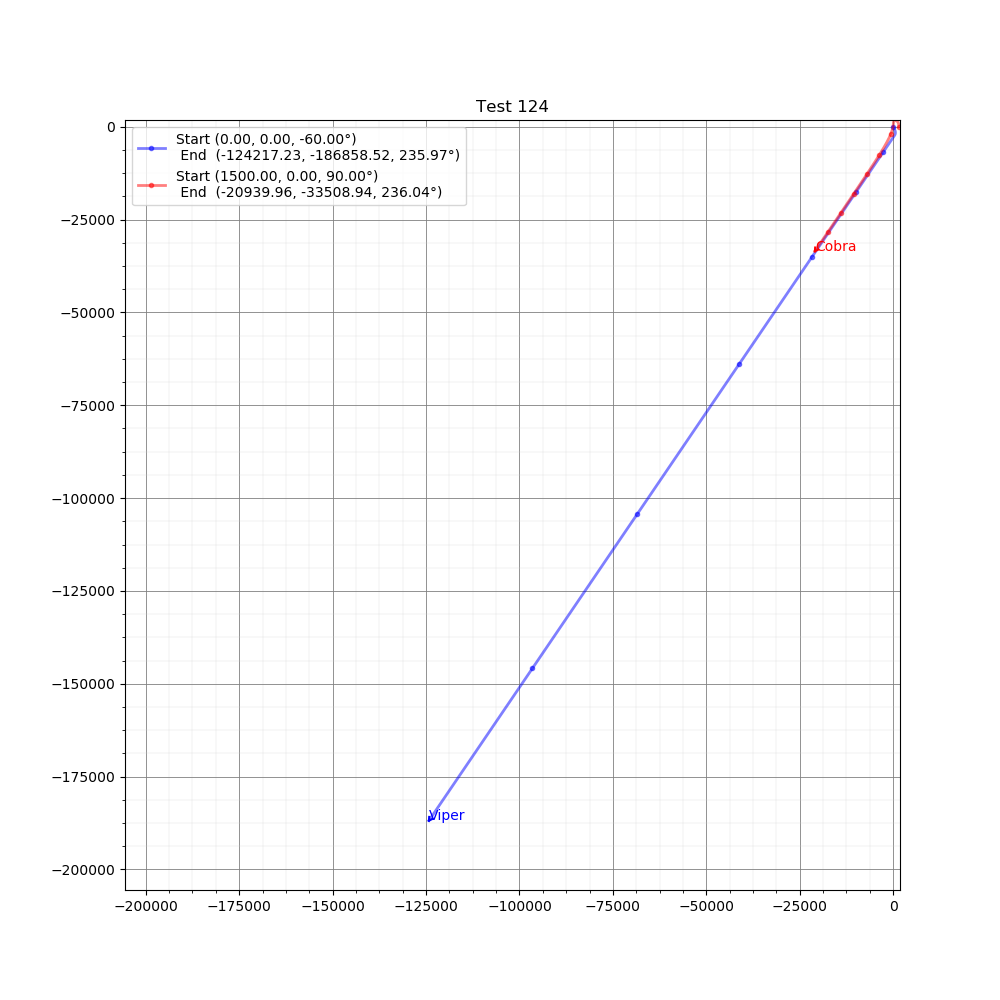 Test 124
Start (0.00, 0.00, -60.00°)
End (-124217.23, -186858.52, 235.97°)
Start (1500.00, 0.00, 90.00°)
End (-20939.96, -33508.94, 236.04°)
0
−25000
−50000
−75000
−100000
−125000
−150000
−175000
−200000
Cobra
Viper
−200000 −175000 −150000 −125000 −100000 −75000 −50000 −25000 0